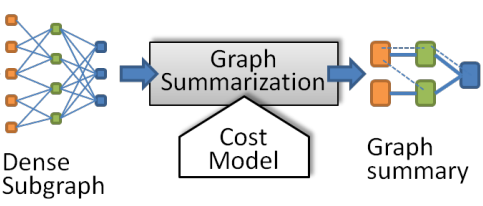 Graph
Summarization
Cost
Model
Dense
Subgraph
Graph
summary